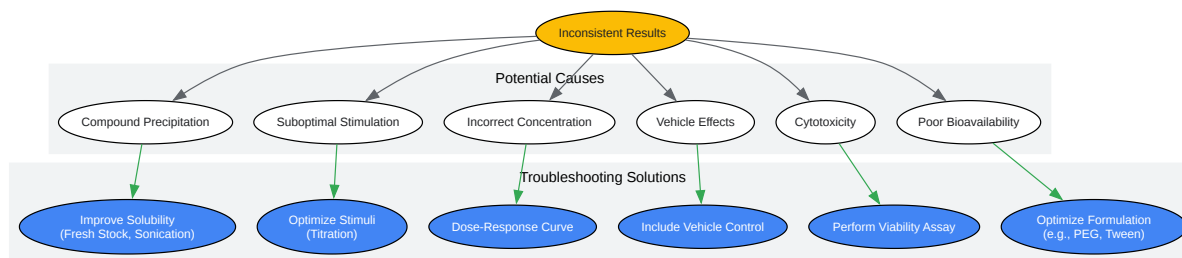 Inconsistent Results
Potential Causes
Compound Precipitation
Suboptimal Stimulation
Incorrect Concentration
Vehicle Effects
Cytotoxicity
Poor Bioavailability
Troubleshooting Solutions
Improve Solubility
(Fresh Stock, Sonication)
Optimize Stimuli
(Titration)
Dose-Response Curve
Include Vehicle Control
Perform Viability Assay
Optimize Formulation
(e.g., PEG, Tween)